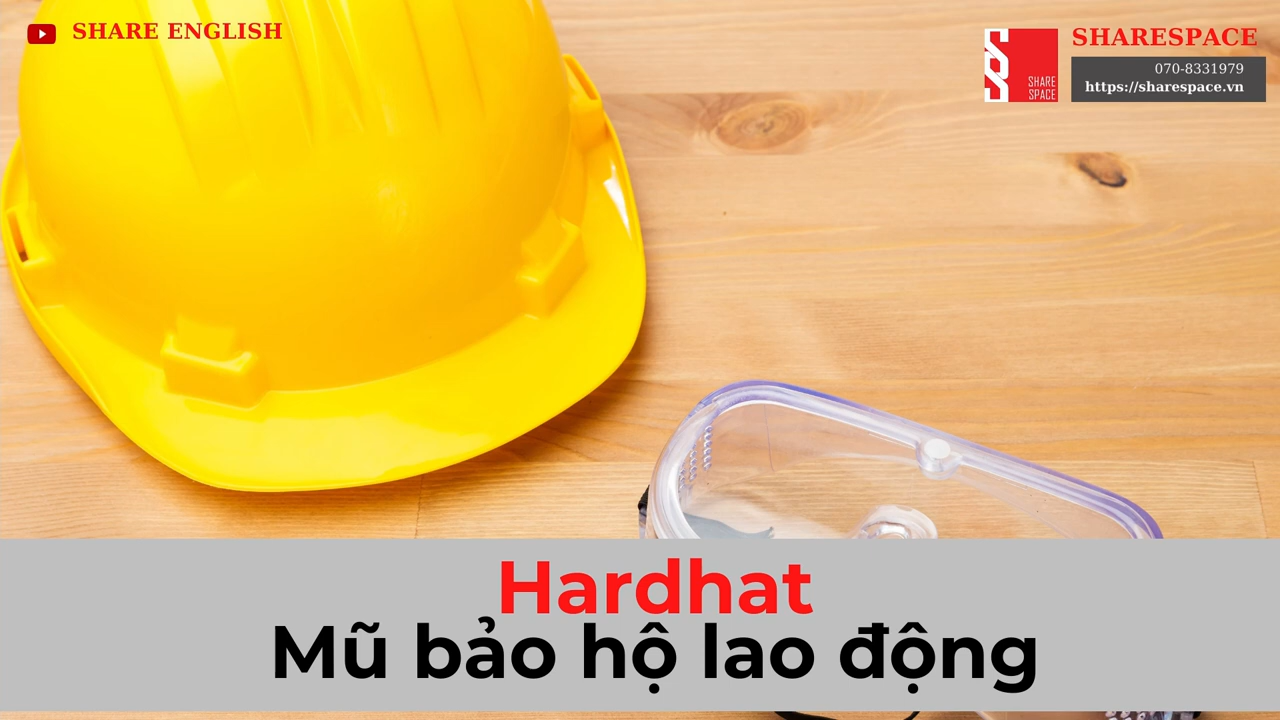 SHARE ENGLISH
SHARESPACE
070-8331979
https://sharespace.vn
SHARE
SPACE
Hardhat
Mũ bảo hộ lao động